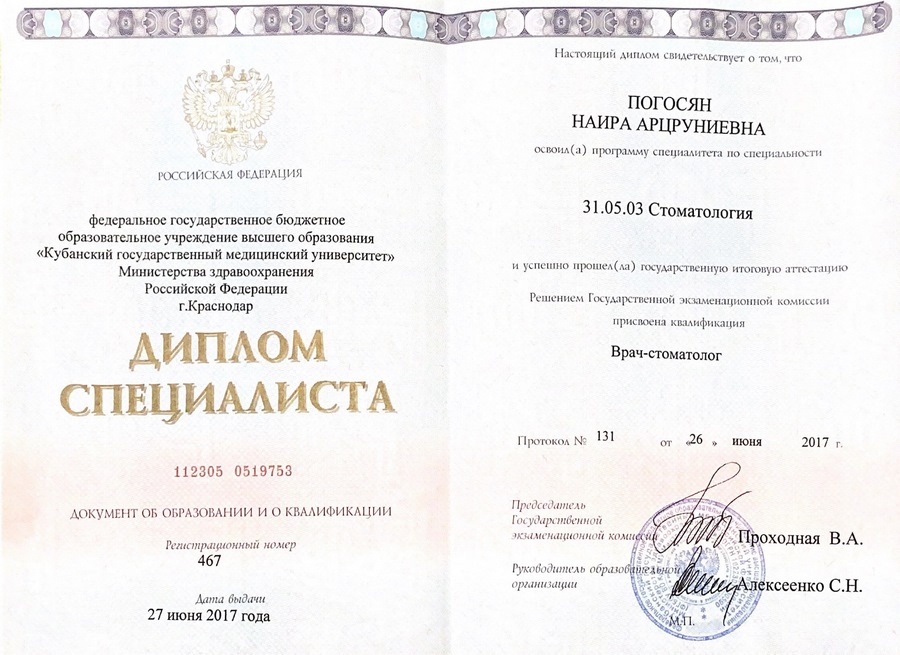 РОССИЙСКАЯ ФЕДЕРАЦИЯ
федеральное государственное бюджетное
образовательное учреждение высшего образования
«Кубанский государственный медицинский университет»
Министерства здравоохранения
Российской Федерации
г.Краснодар
ДИПЛОМ
СПЕЦИАЛИСТА
112305 0519753
ДОКУМЕНТ ОБ ОБРАЗОВАНИИ И О КВАЛИФИКАЦИИ
Регистрационный номер
467
Дата выдачи
27 июня 2017 года
Настоящий диплом свидетельствует о том, что
ПОГОСЯН
НАИРА АРЦРУНИЕВНА
освоил(а) программу специалитета по специальности
31.05.03 Стоматология
и успешно прошел(ла) государственную итоговую аттестацию
Решением Государственной экзаменационной комиссии
присвоена квалификация
Врач-стоматолог
Протокол № 131 от «26 » июня 2017 г.
Председатель
Государственной
экзаменационной комиссии Проходная В.А.
Руководитель образовательной
организации Алексеенко С.Н.
М.П.